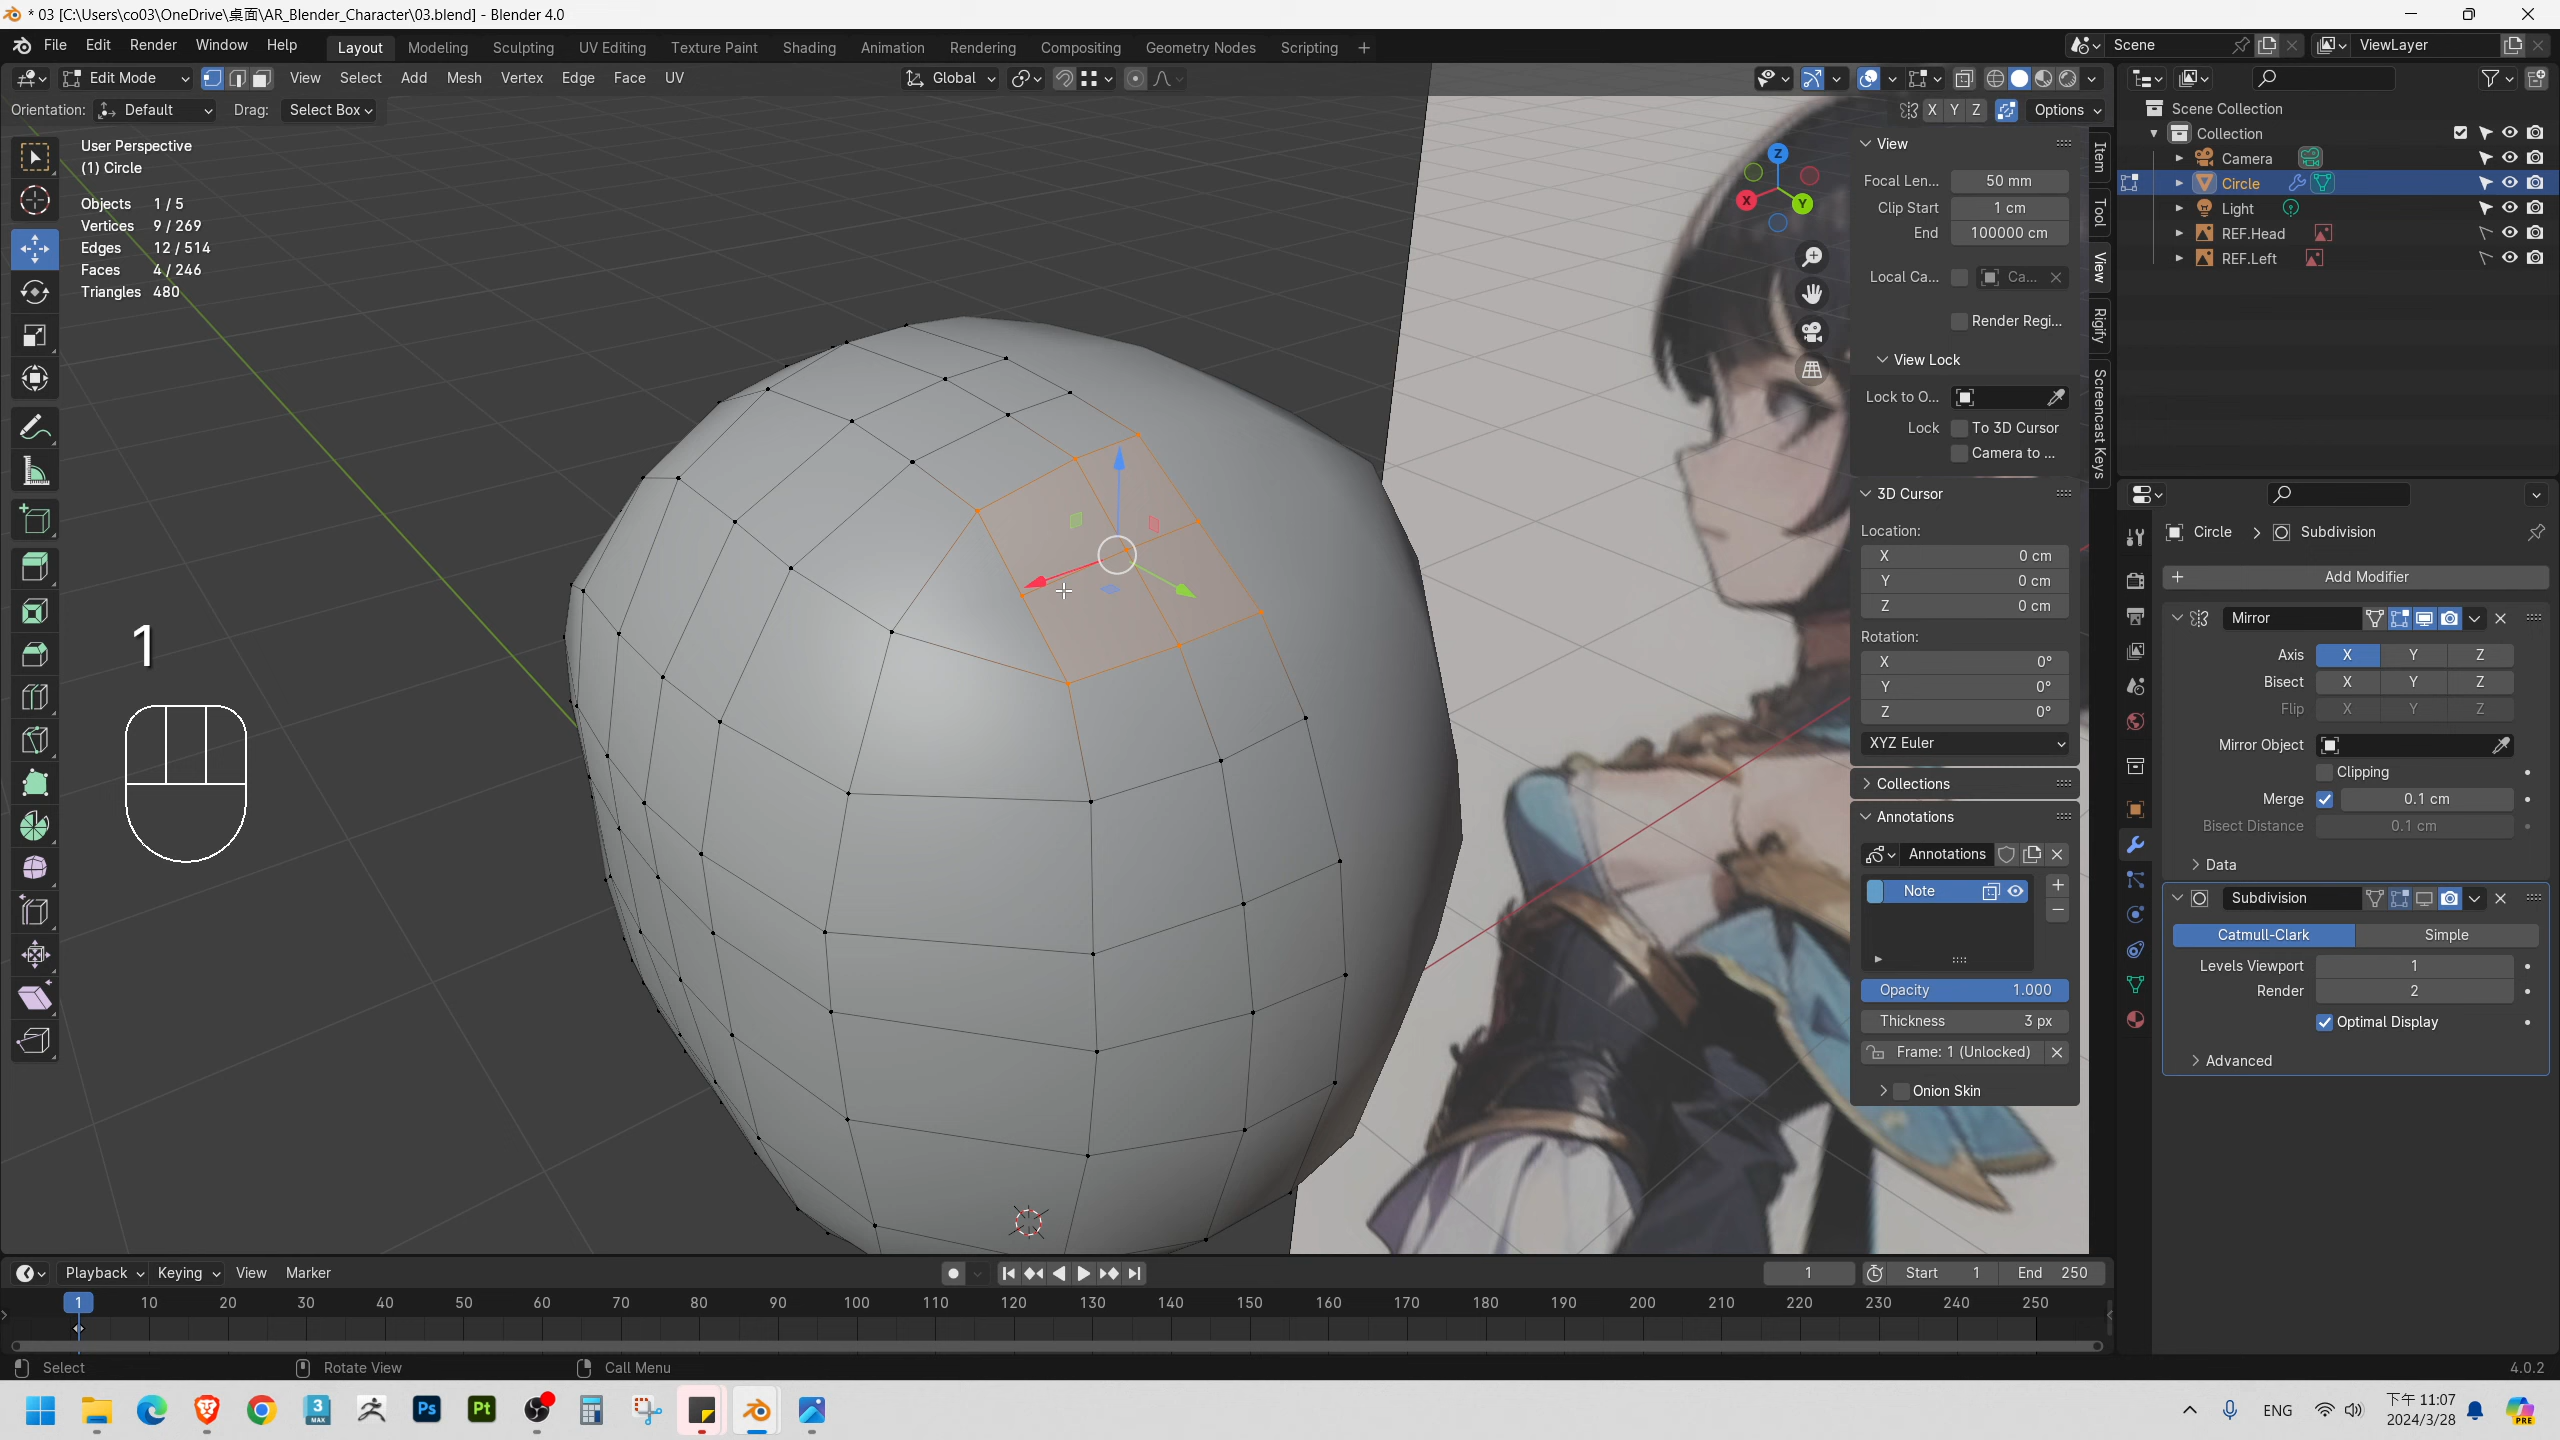 * 03 [C:\Users\co03\OneDrive\桌面\AR_Blender_Character\03.blend] - Blender 4.0
File Edit Render Window Help Layout Modeling Sculpting UV Editing Texture Paint Shading Animation Rendering Compositing Geometry Nodes Scripting + Scene ViewLayer
Edit Mode View Select Add Mesh Vertex Edge Face UV Global
Orientation: Default Drag: Select Box X Y Z Options
User Perspective
(1) Circle
Objects 1 / 5
Vertices 9 / 269
Edges 12 / 514
Faces 4 / 246
Triangles 480
1
Z
X
Y
View
Focal Len... 50 mm
Clip Start 1 cm
End 100000 cm
Local Ca... Ca...
Render Regi...
View Lock
Lock to O...
Lock To 3D Cursor
Camera to ...
3D Cursor
Location:
X 0 cm
Y 0 cm
Z 0 cm
Rotation:
X 0°
Y 0°
Z 0°
XYZ Euler
Collections
Annotations
Annotations
Note
Opacity 1.000
Thickness 3 px
Frame: 1 (Unlocked)
Onion Skin
Item
Tool
View
Rigify
Screencast Keys
Scene Collection
Collection
Camera
Circle
Light
REF.Head
REF.Left
Circle > Subdivision
+ Add Modifier
Mirror
Axis X Y Z
Bisect X Y Z
Flip X Y Z
Mirror Object
Clipping
Merge 0.1 cm
Bisect Distance 0.1 cm
Data
Subdivision
Catmull-Clark Simple
Levels Viewport 1
Render 2
Optimal Display
Advanced
Playback Keying View Marker 1 Start 1 End 250
1 10 20 30 40 50 60 70 80 90 100 110 120 130 140 150 160 170 180 190 200 210 220 230 240 250
Select Rotate View Call Menu 4.0.2
3 MAX Ps Pt ENG 下午 11:07 PRE
2024/3/28